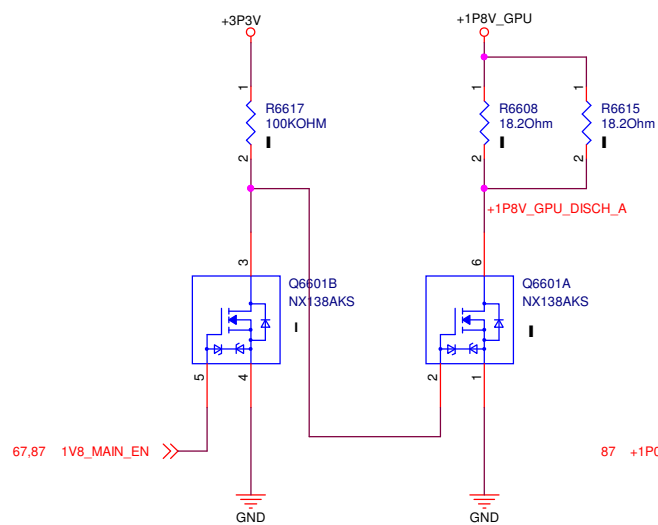 +3P3V
+1P8V_GPU
1
R6617
100KOHM
2
1
R6608
18.2Ohm
2
1
R6615
18.2Ohm
2
+1P8V_GPU_DISCH_A
3
Q6601B
NX138AKS
5
4
6
Q6601A
NX138AKS
2
1
67,87 1V8_MAIN_EN
87 +1P0
GND
GND